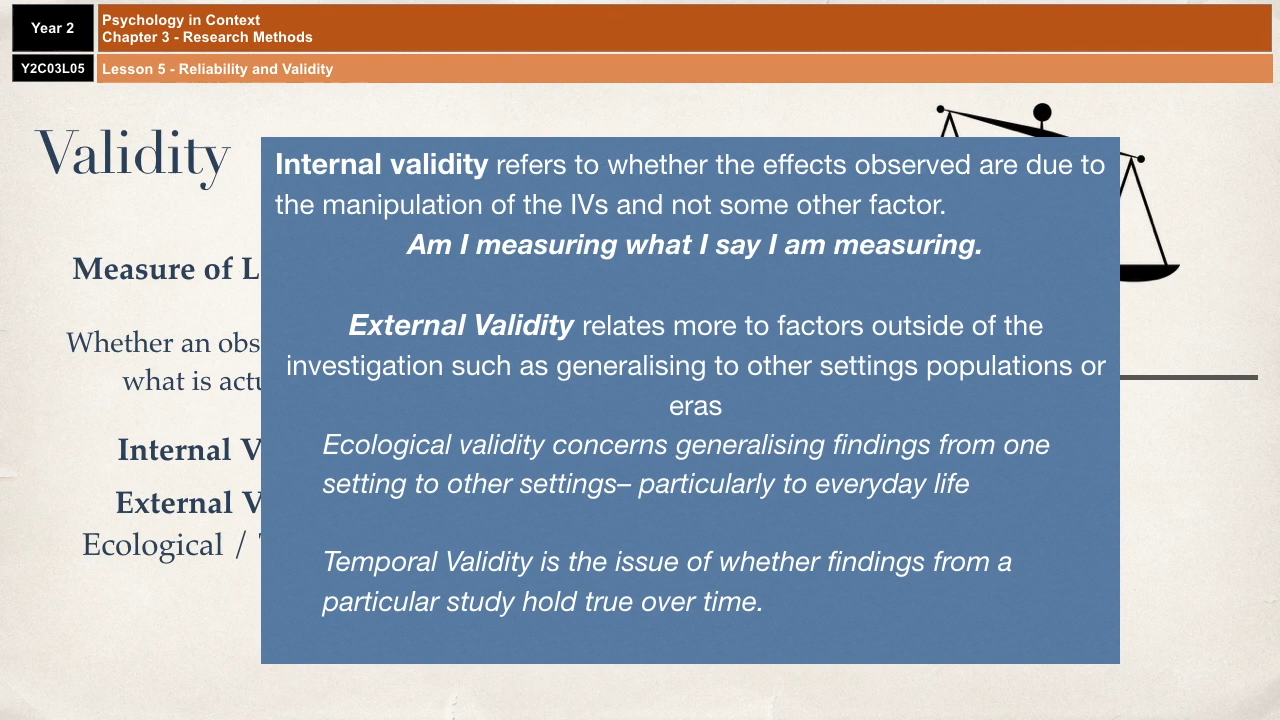 Year 2
Psychology in Context
Chapter 3 - Research Methods
Y2C03L05
Lesson 5 - Reliability and Validity
Validity
Measure of
Whether an
what is
Internal
External
Ecological /
Internal validity refers to whether the effects observed are due to
the manipulation of the IVs and not some other factor.
Am I measuring what I say I am measuring.
External Validity relates more to factors outside of the
investigation such as generalising to other settings populations or
eras
Ecological validity concerns generalising findings from one
setting to other settings– particularly to everyday life
Temporal Validity is the issue of whether findings from a
particular study hold true over time.